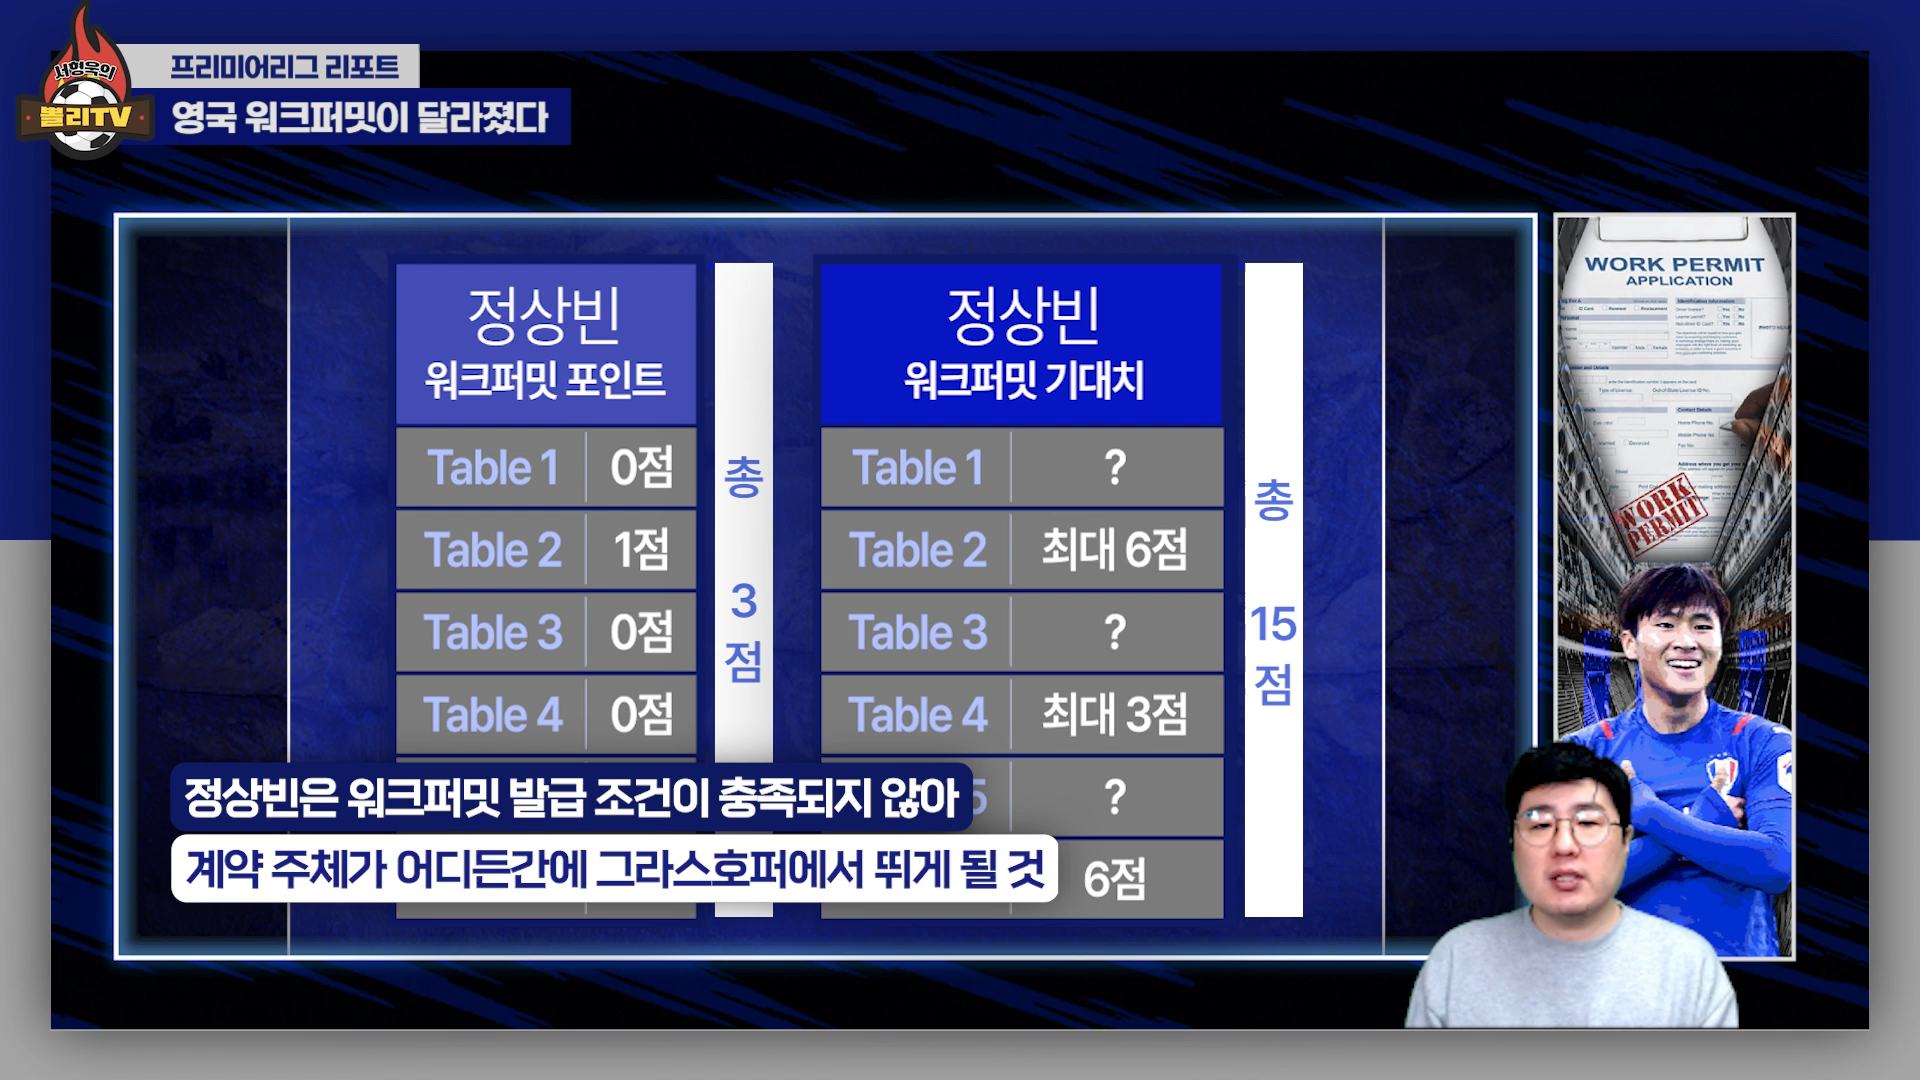 서형욱의
뽈리TV
프리미어리그 리포트
영국 워크퍼밋이 달라졌다
정상빈
워크퍼밋 포인트
Table 1 0점
Table 2 1점
Table 3 0점
Table 4 0점
총
3
점
정상빈
워크퍼밋 기대치
Table 1 ?
Table 2 최대 6점
Table 3 ?
Table 4 최대 3점
5 ?
6점
총
15
점
정상빈은 워크퍼밋 발급 조건이 충족되지 않아
계약 주체가 어디든간에 그라스호퍼에서 뛰게 될 것
WORK PERMIT
APPLICATION
WORK
PERMIT